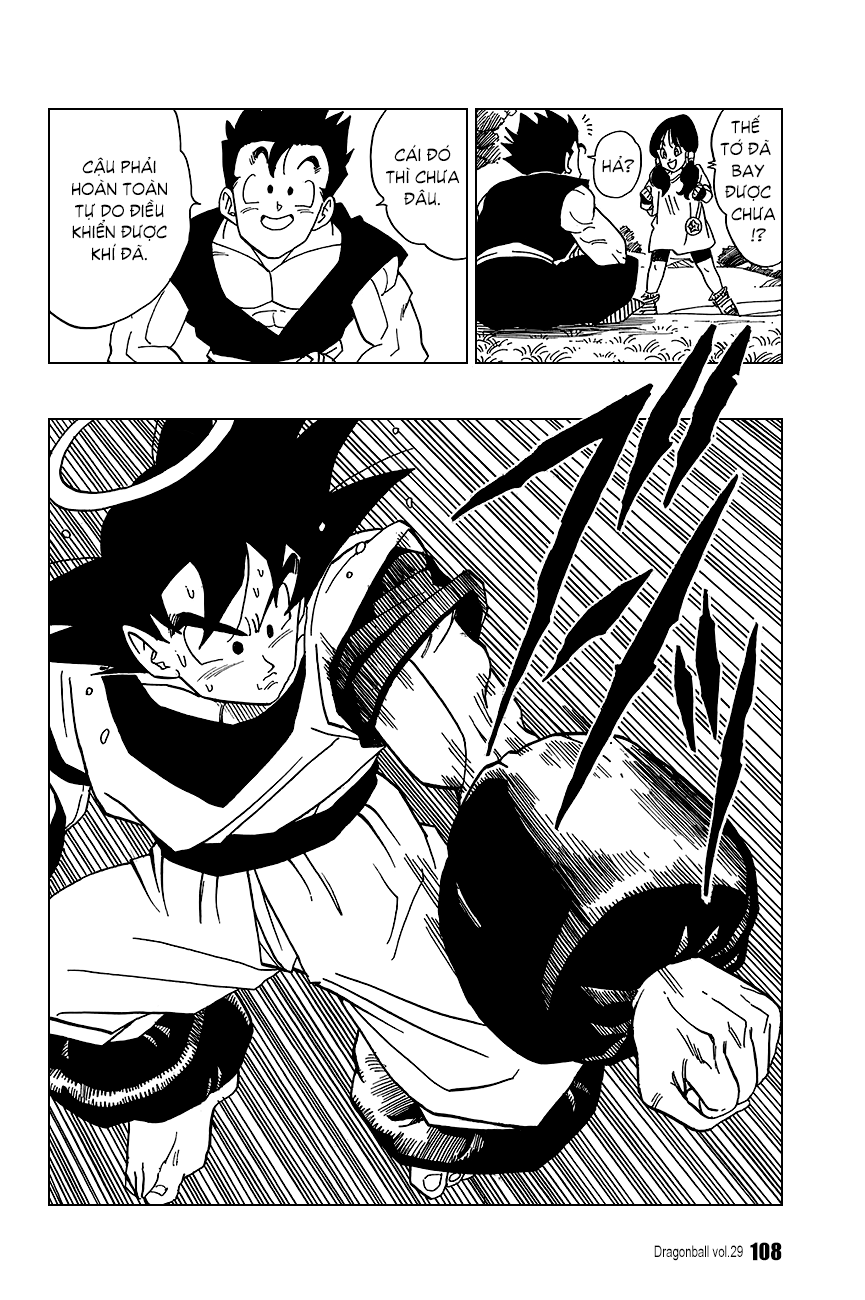 THẾ
TỚ ĐÃ
BAY
ĐƯỢC
CHƯA
!?
HẢ?
CÁI ĐÓ
THÌ CHƯA
ĐÂU.
CẬU PHẢI
HOÀN TOÀN
TỰ DO ĐIỀU
KHIỂN ĐƯỢC
KHÍ ĐÃ.
Dragonball vol.29 108